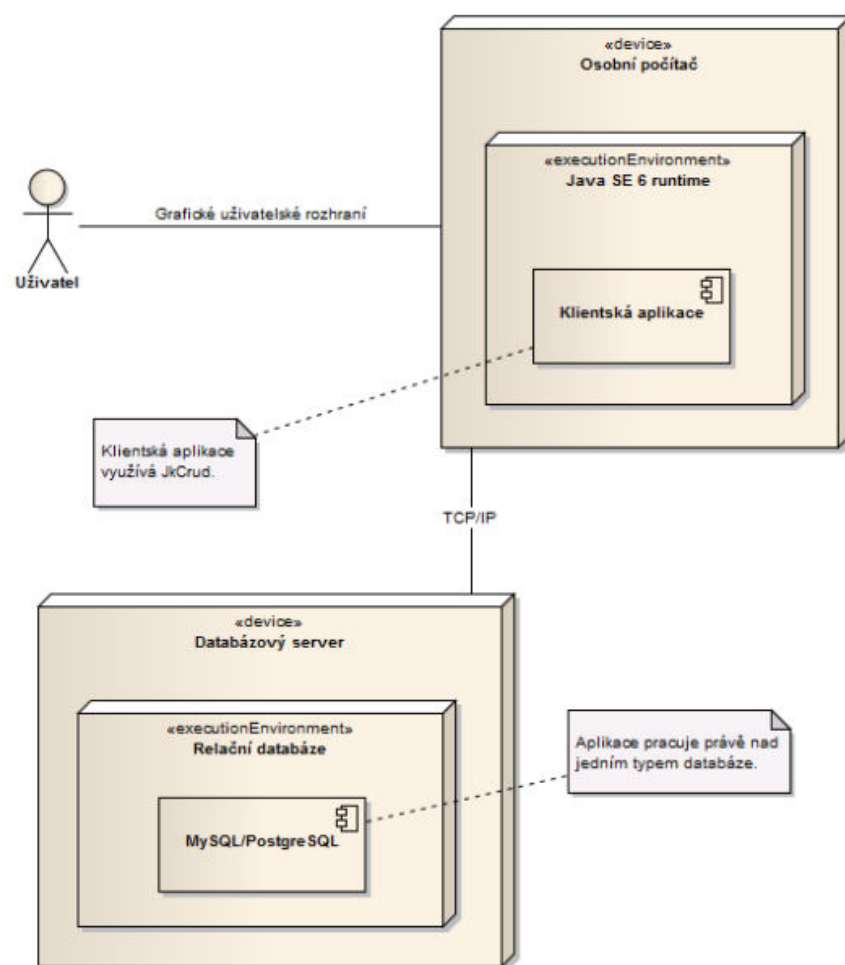 «device»
Osobní počítač
«executionEnvironment»
Java SE 6 runtime
Grafické uživatelské rozhraní
Uživatel
Klientská aplikace
Klientská aplikace
využívá JkCrud.
TCP/IP
«device»
Databázový server
«executionEnvironment»
Relační databáze
Aplikace pracuje právě nad
jedním typem databáze.
MySQL/PostgreSQL